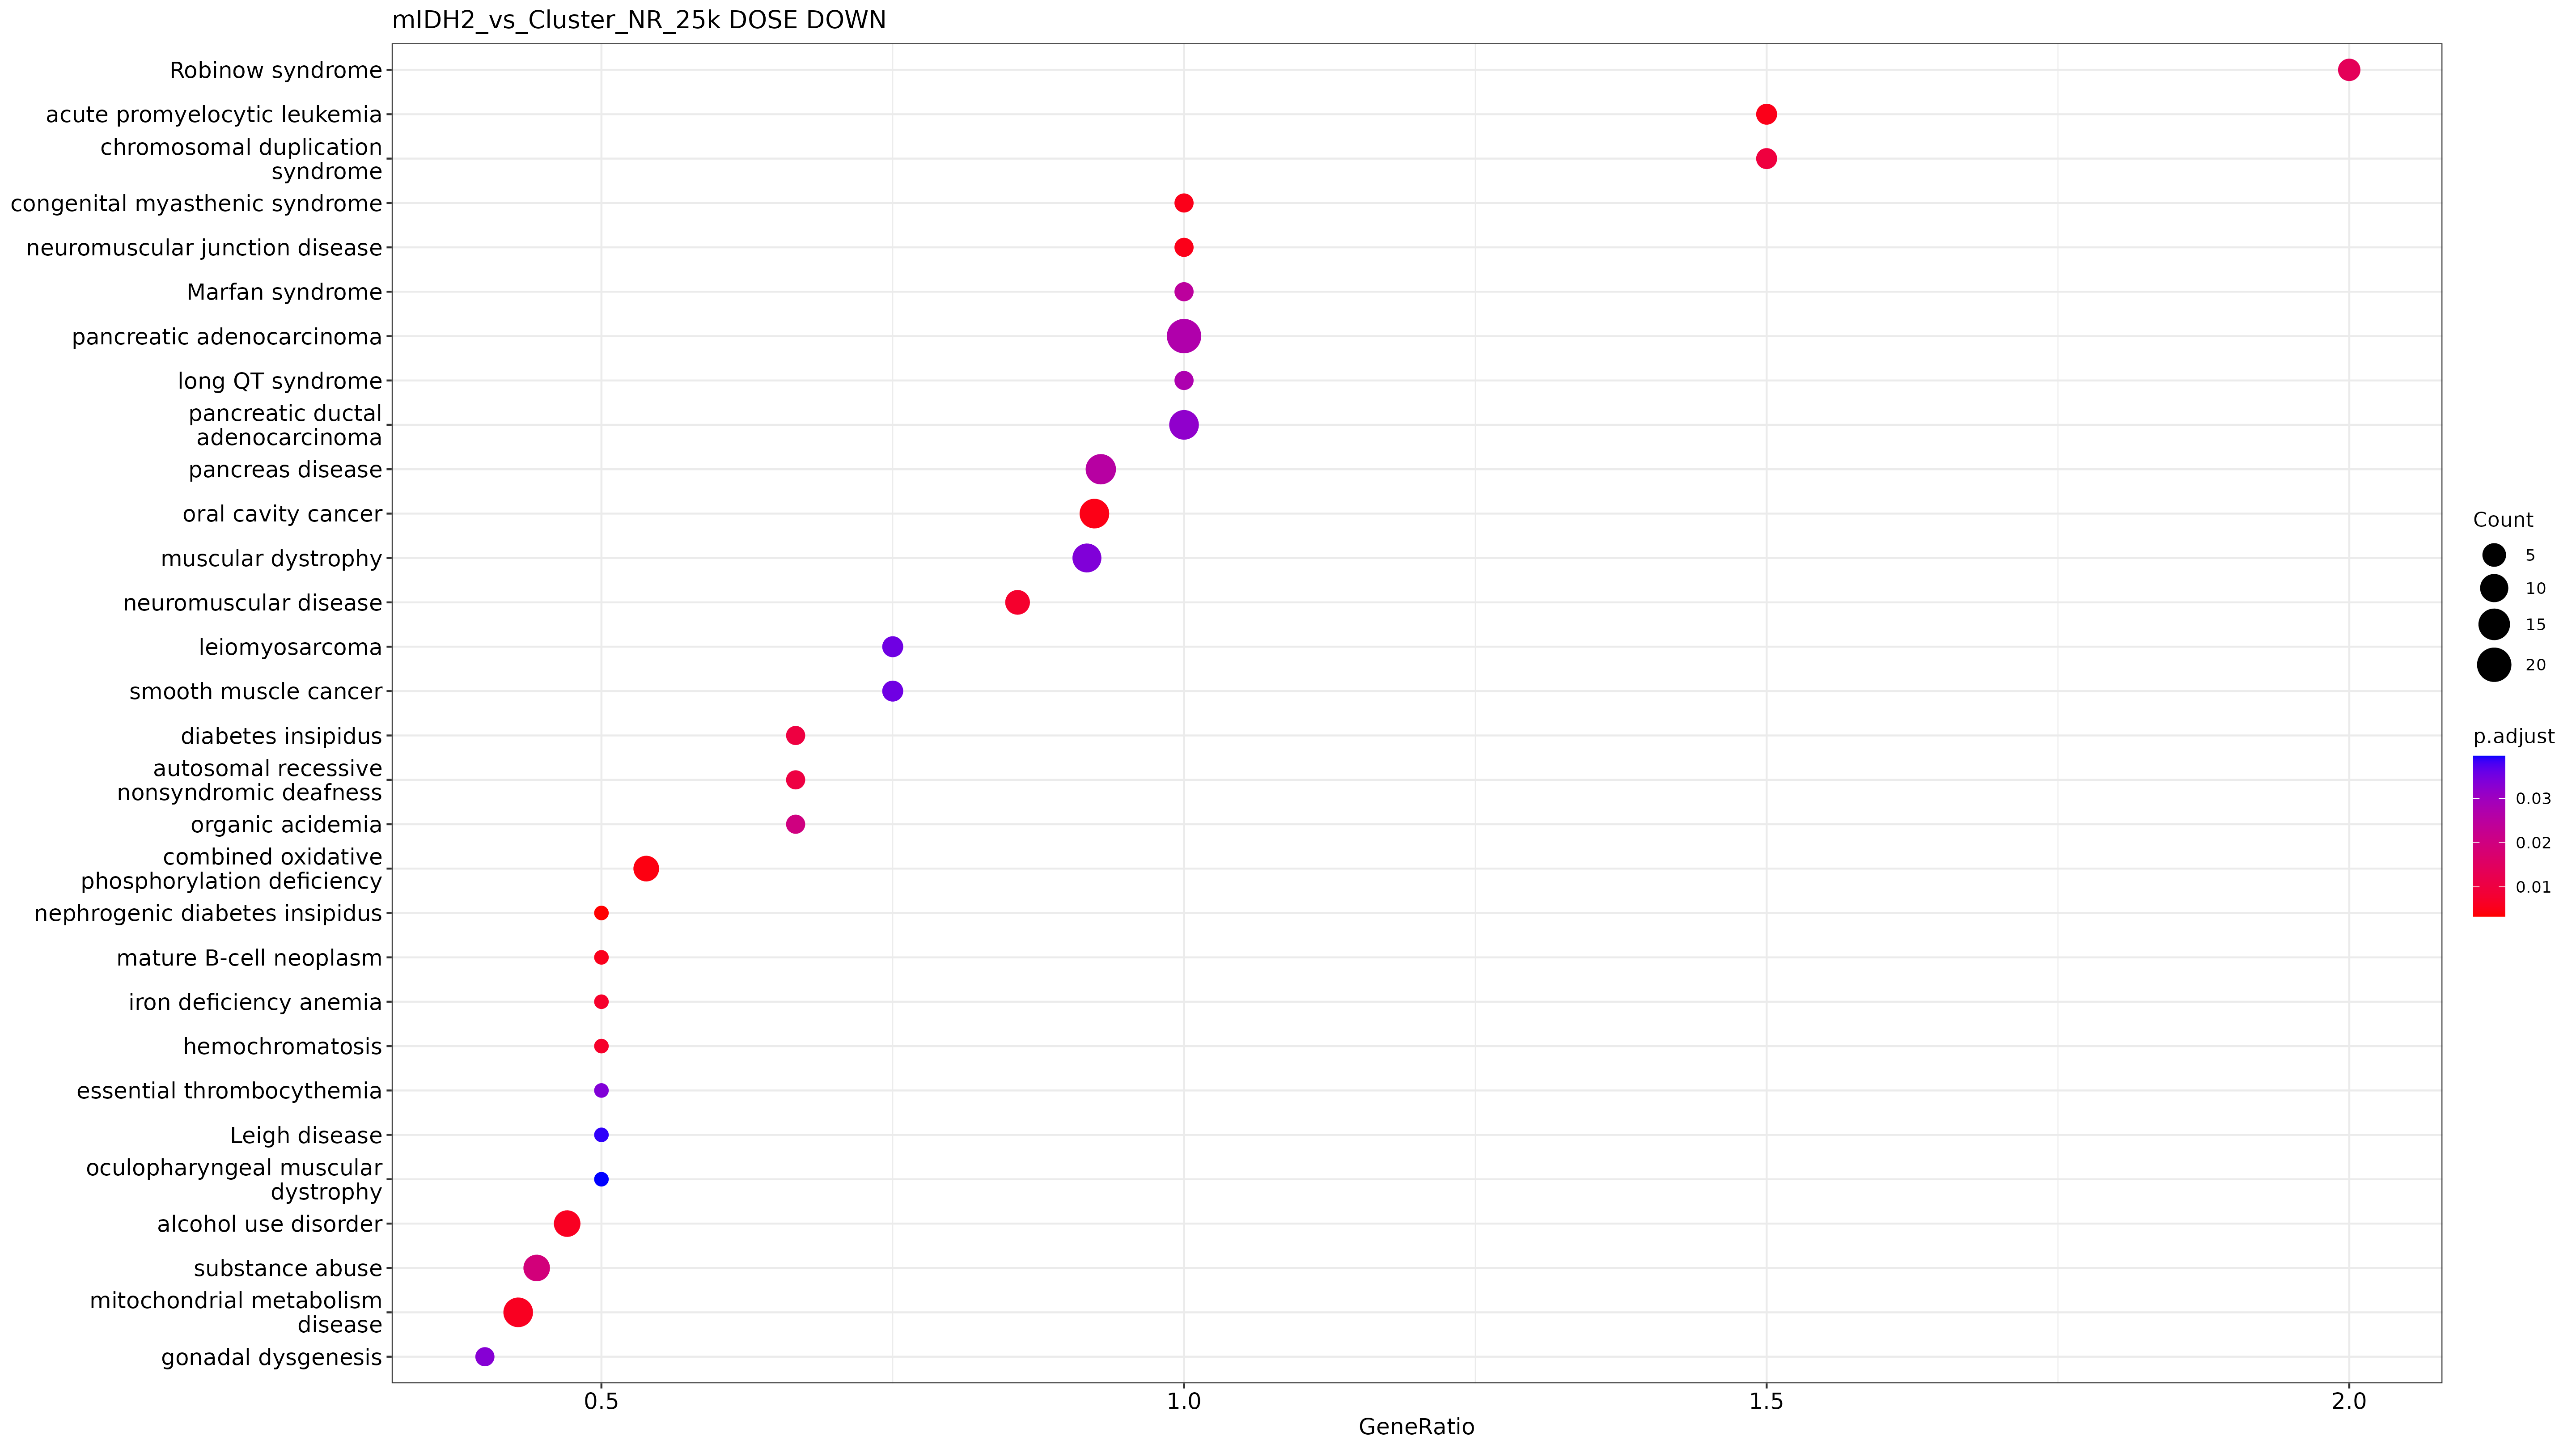 mIDH2_vs_Cluster_NR_25k DOSE DOWN
Robinow syndrome
acute promyelocytic leukemia
chromosomal duplication
syndrome
congenital myasthenic syndrome
neuromuscular junction disease
Marfan syndrome
pancreatic adenocarcinoma
long QT syndrome
pancreatic ductal
adenocarcinoma
pancreas disease
oral cavity cancer
muscular dystrophy
neuromuscular disease
leiomyosarcoma
smooth muscle cancer
diabetes insipidus
autosomal recessive
nonsyndromic deafness
organic acidemia
combined oxidative
phosphorylation deficiency
nephrogenic diabetes insipidus
mature B-cell neoplasm
iron deficiency anemia
hemochromatosis
essential thrombocythemia
Leigh disease
oculopharyngeal muscular
dystrophy
alcohol use disorder
substance abuse
mitochondrial metabolism
disease
gonadal dysgenesis
0.5 1.0 1.5 2.0
GeneRatio
Count
5
10
15
20
p.adjust
0.03
0.02
0.01